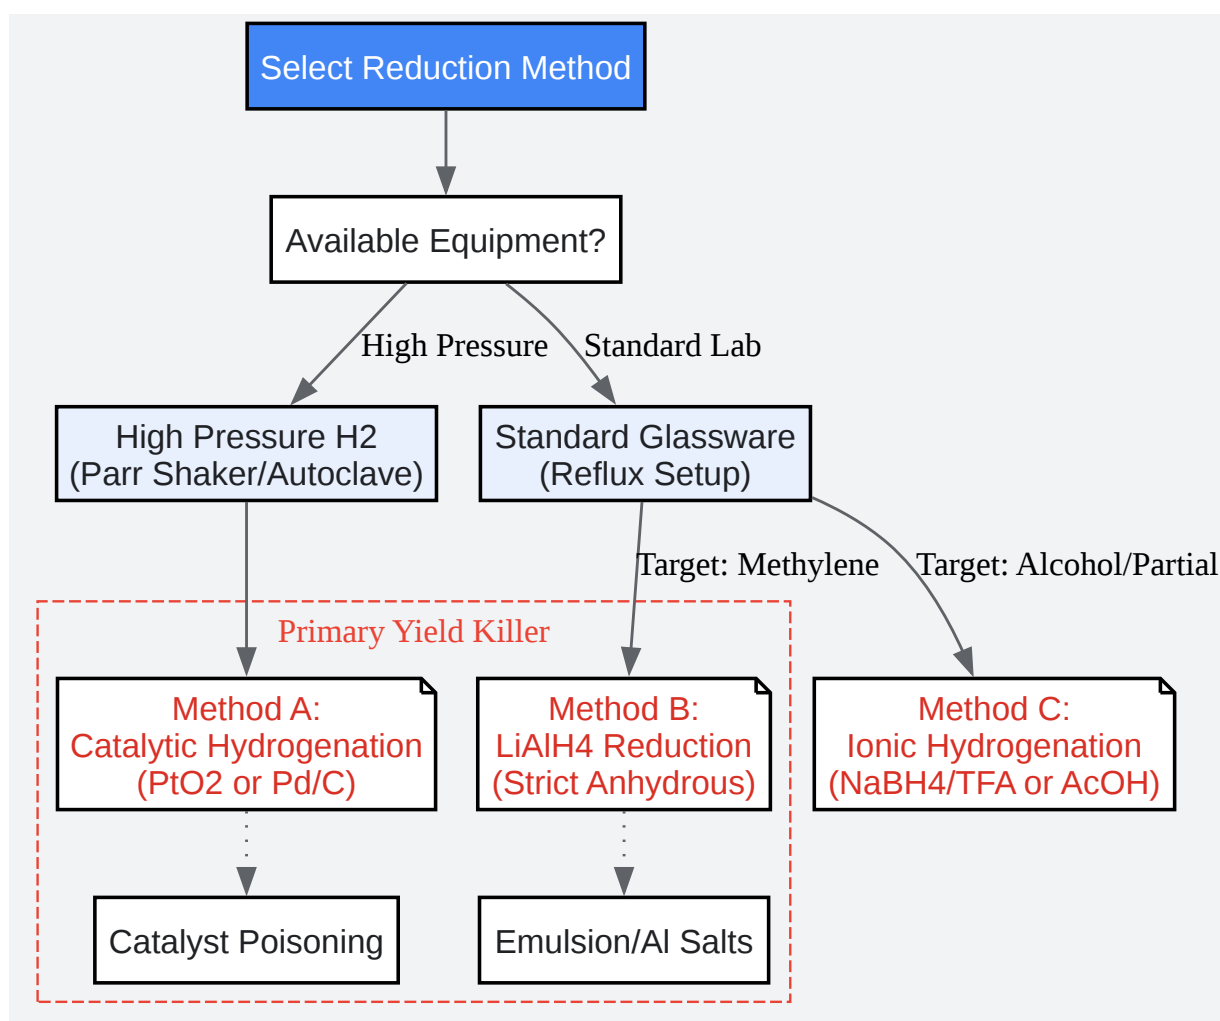 Select Reduction Method
Available Equipment?
High Pressure
Standard Lab
High Pressure H2
(Parr Shaker/Autoclave)
Standard Glassware
(Reflux Setup)
Target: Methylene
Target: Alcohol/Partial
Primary Yield Killer
Method A:
Catalytic Hydrogenation
(PtO2 or Pd/C)
Method B:
LiAlH4 Reduction
(Strict Anhydrous)
Method C:
Ionic Hydrogenation
(NaBH4/TFA or AcOH)
Catalyst Poisoning
Emulsion/Al Salts